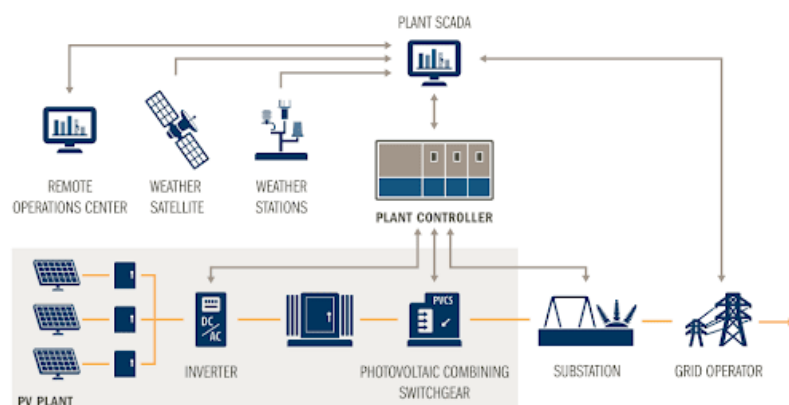 PLANT SCADA
REMOTE
OPERATIONS CENTER
WEATHER
SATELLITE
WEATHER
STATIONS
PLANT CONTROLLER
DC
AC
PVCS
INVERTER
PHOTOVOLTAIC COMBINING
SWITCHGEAR
SUBSTATION
GRID OPERATOR
PV PLANT